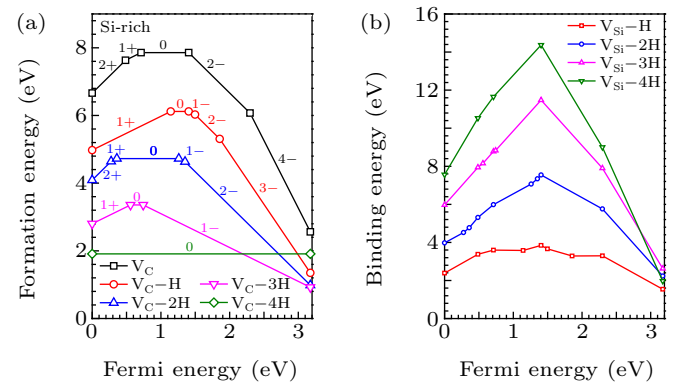 (a)
Si-rich
8
6
4
2
0
0
1
2
3
Formation energy (eV)
Fermi energy (eV)
2+
1+
0
2−
4−
1+
0
1−
2−
3−
2+
1+
0
1−
2−
1+
0
1−
0
V_C
V_C−H
V_C−3H
V_C−2H
V_C−4H
(b)
16
12
8
4
0
0
1
2
3
Binding energy (eV)
Fermi energy (eV)
V_Si−H
V_Si−2H
V_Si−3H
V_Si−4H